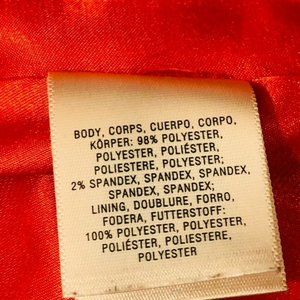 BODY, CORPS, CUERPO, CORPO,
KÖRPER: 98% POLYESTER,
POLYESTER, POLIÉSTER,
POLIESTERE, POLYESTER;
2% SPANDEX, SPANDEX, SPANDEX,
SPANDEX, SPANDEX;
LINING, DOUBLURE, FORRO,
FODERA, FUTTERSTOFF:
100% POLYESTER, POLYESTER,
POLIÉSTER, POLIESTERE,
POLYESTER